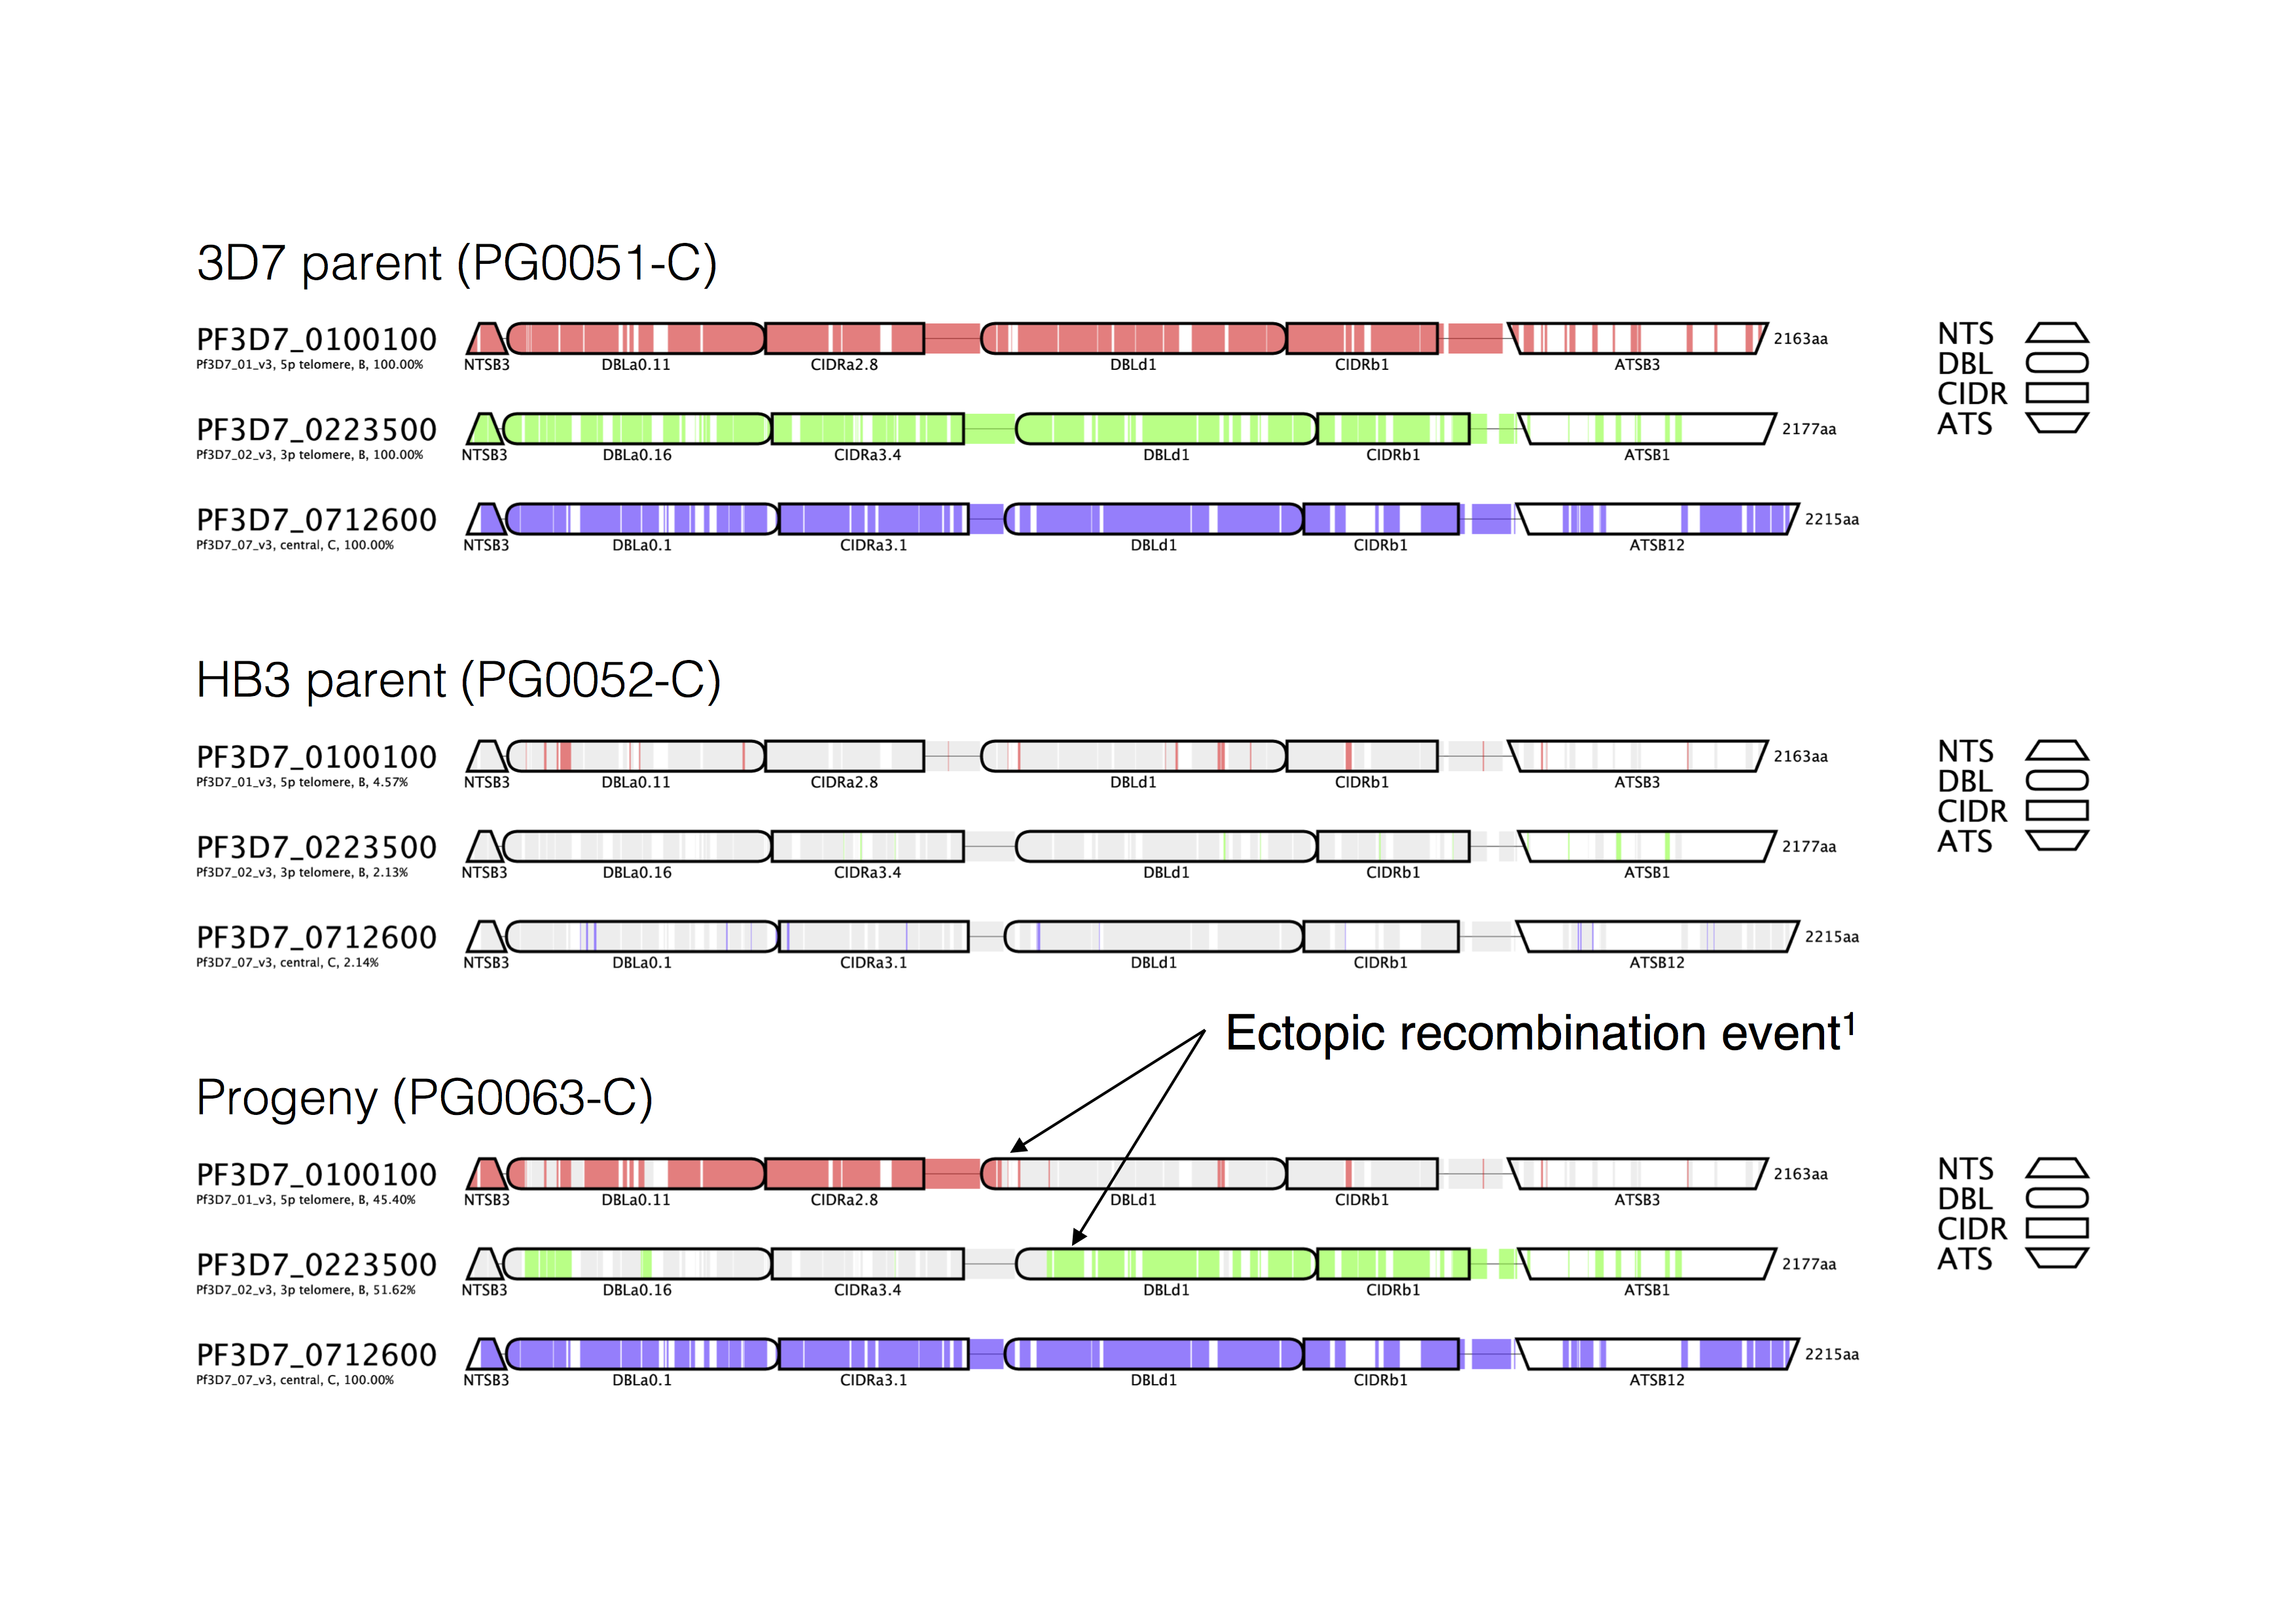 3D7 parent (PG0051-C)
PF3D7_0100100
Pf3D7_01_v3, 5p telomere, B, 100.00%
NTSB3 DBLa0.11 CIDRa2.8 DBLd1 CIDRb1 ATSB3
2163aa
PF3D7_0223500
Pf3D7_02_v3, 3p telomere, B, 100.00%
NTSB3 DBLa0.16 CIDRa3.4 DBLd1 CIDRb1 ATSB1
2177aa
PF3D7_0712600
Pf3D7_07_v3, central, C, 100.00%
NTSB3 DBLa0.1 CIDRa3.1 DBLd1 CIDRb1 ATSB12
2215aa
NTS
DBL
CIDR
ATS
HB3 parent (PG0052-C)
PF3D7_0100100
Pf3D7_01_v3, 5p telomere, B, 4.57%
NTSB3 DBLa0.11 CIDRa2.8 DBLd1 CIDRb1 ATSB3
2163aa
PF3D7_0223500
Pf3D7_02_v3, 3p telomere, B, 2.13%
NTSB3 DBLa0.16 CIDRa3.4 DBLd1 CIDRb1 ATSB1
2177aa
PF3D7_0712600
Pf3D7_07_v3, central, C, 2.14%
NTSB3 DBLa0.1 CIDRa3.1 DBLd1 CIDRb1 ATSB12
2215aa
NTS
DBL
CIDR
ATS
Ectopic recombination event¹
Progeny (PG0063-C)
PF3D7_0100100
Pf3D7_01_v3, 5p telomere, B, 45.40%
NTSB3 DBLa0.11 CIDRa2.8 DBLd1 CIDRb1 ATSB3
2163aa
PF3D7_0223500
Pf3D7_02_v3, 3p telomere, B, 51.62%
NTSB3 DBLa0.16 CIDRa3.4 DBLd1 CIDRb1 ATSB1
2177aa
PF3D7_0712600
Pf3D7_07_v3, central, C, 100.00%
NTSB3 DBLa0.1 CIDRa3.1 DBLd1 CIDRb1 ATSB12
2215aa
NTS
DBL
CIDR
ATS